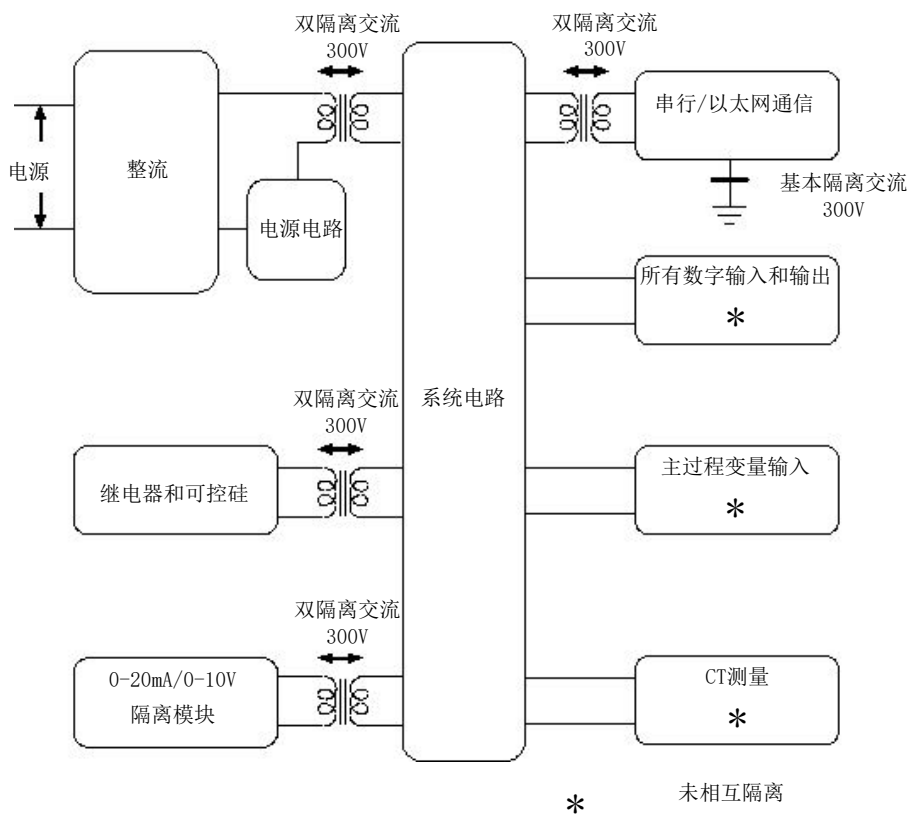 双隔离交流
300V
双隔离交流
300V
电源
整流
电源电路
系统电路
串行/以太网通信
基本隔离交流
300V
所有数字输入和输出
*
双隔离交流
300V
继电器和可控硅
主过程变量输入
*
双隔离交流
300V
0-20mA/0-10V
隔离模块
CT测量
*
* 未相互隔离